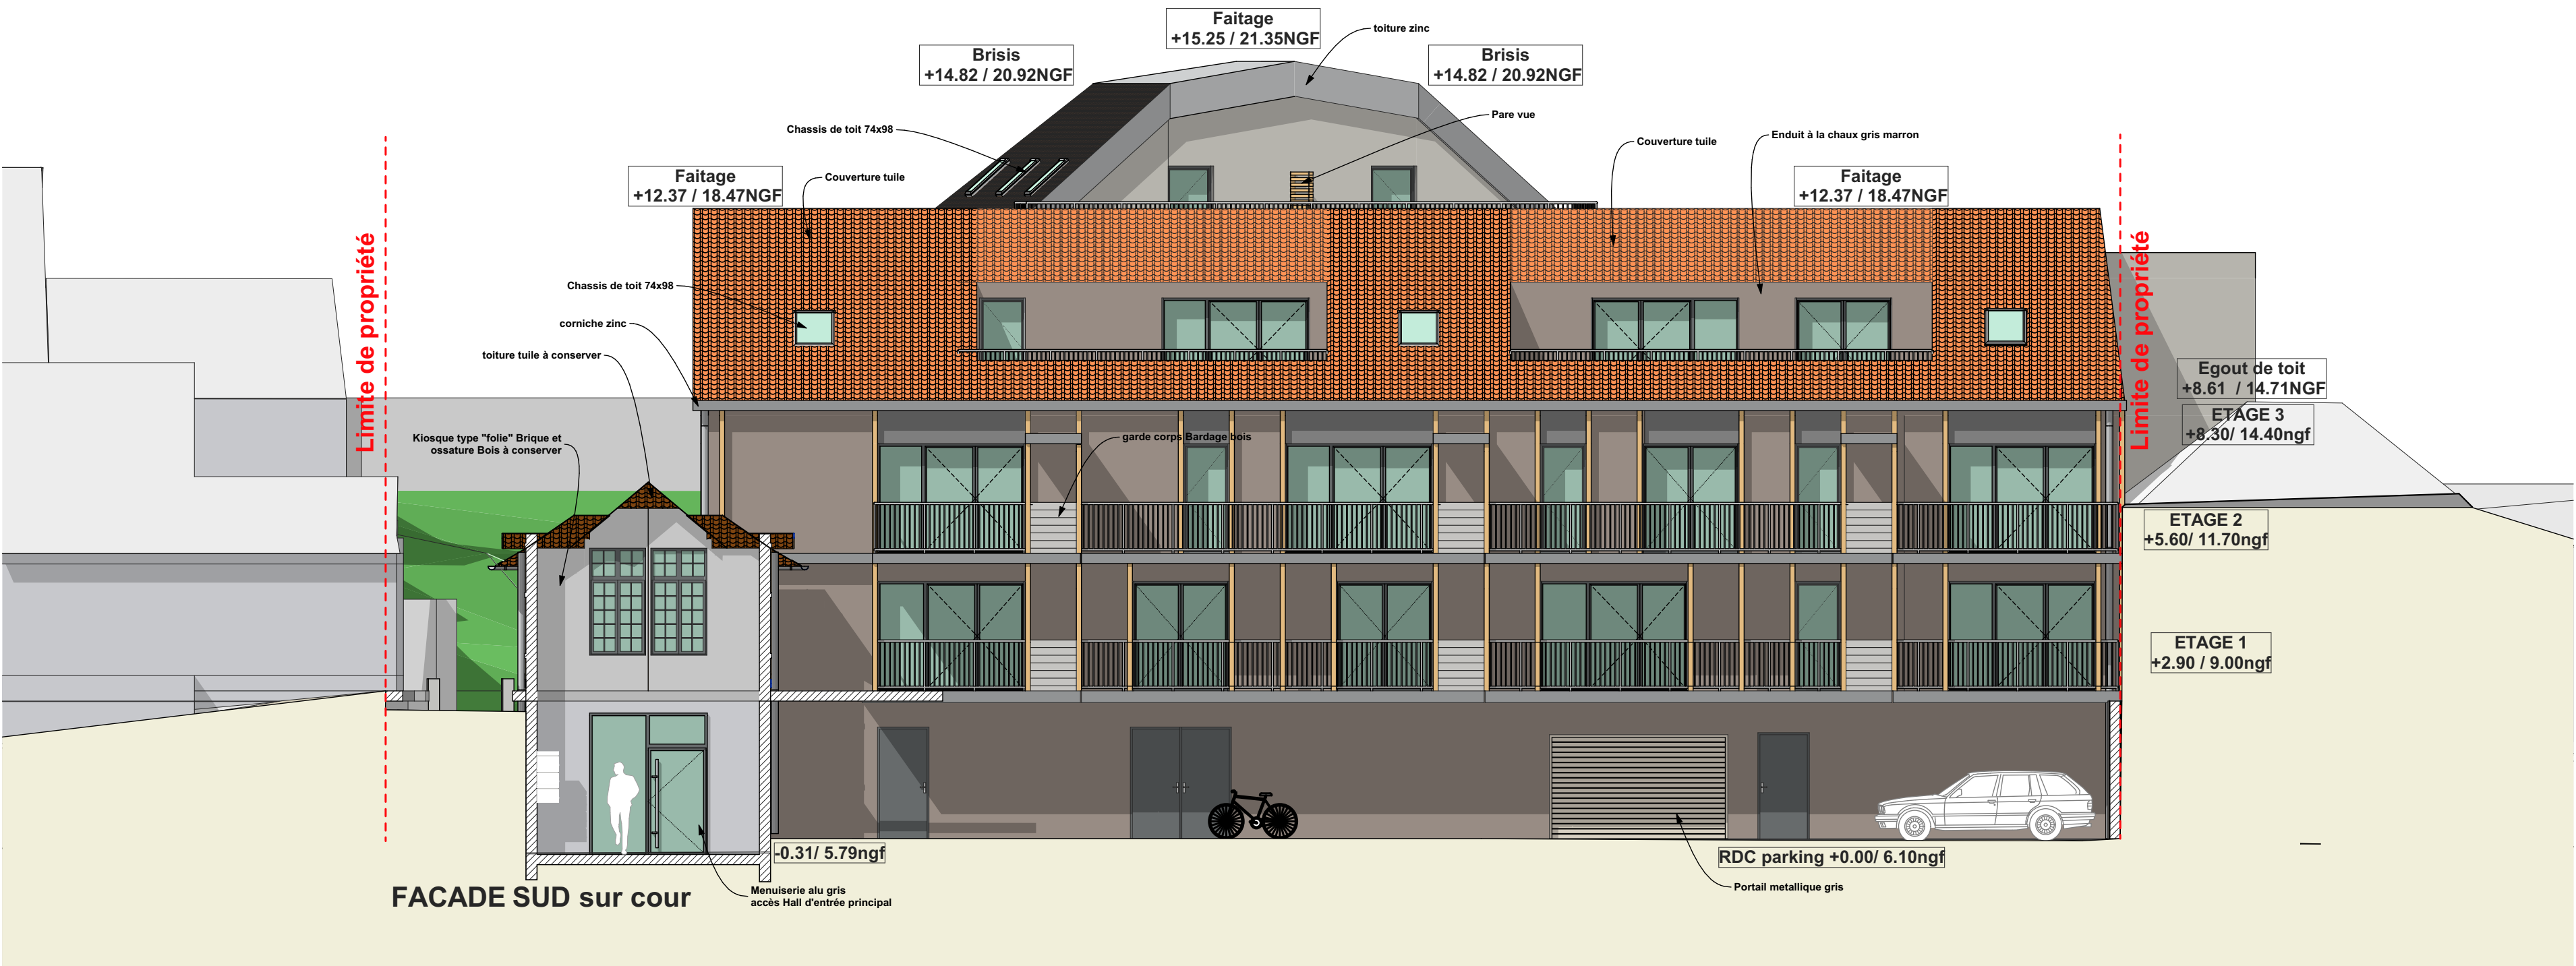 Faitage
+15.25 / 21.35NGF
toiture zinc
Brisis
+14.82 / 20.92NGF
Brisis
+14.82 / 20.92NGF
Chassis de toit 74x98
Pare vue
Couverture tuile
Enduit à la chaux gris marron
Faitage
+12.37 / 18.47NGF
Couverture tuile
Faitage
+12.37 / 18.47NGF
Limite de propriété
Limite de propriété
Chassis de toit 74x98
corniche zinc
toiture tuile à conserver
Egout de toit
+8.61 / 14.71NGF
ETAGE 3
+8.30/ 14.40ngf
Kiosque type "folie" Brique et
ossature Bois à conserver
garde corps Bardage bois
ETAGE 2
+5.60/ 11.70ngf
ETAGE 1
+2.90 / 9.00ngf
-0.31/ 5.79ngf
RDC parking +0.00/ 6.10ngf
FACADE SUD sur cour
Menuiserie alu gris
accès Hall d'entrée principal
Portail metallique gris